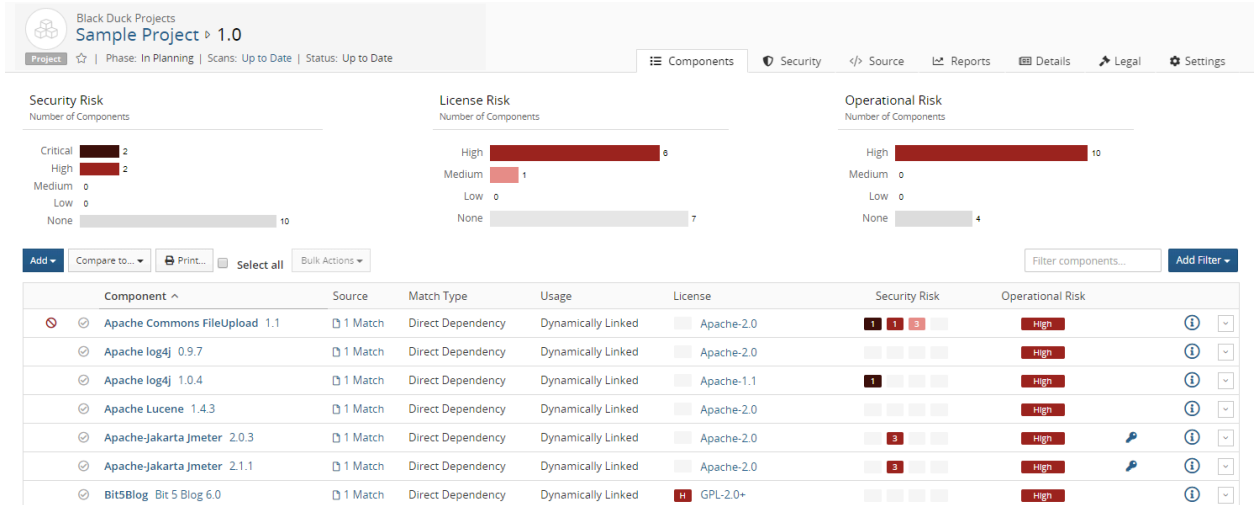 Black Duck Projects
Sample Project ▹ 1.0
Project | Phase: In Planning | Scans: Up to Date | Status: Up to Date
Components Security </> Source Reports Details Legal Settings
Security Risk
Number of Components
Critical 2
High 2
Medium 0
Low 0
None 10
License Risk
Number of Components
High 6
Medium 1
Low 0
None 7
Operational Risk
Number of Components
High 10
Medium 0
Low 0
None 4
Add Compare to... Print... Select all Bulk Actions Filter components... Add Filter
Component Source Match Type Usage License Security Risk Operational Risk
Apache Commons FileUpload 1.1 1 Match Direct Dependency Dynamically Linked Apache-2.0 1 1 3 High
Apache log4j 0.9.7 1 Match Direct Dependency Dynamically Linked Apache-2.0 High
Apache log4j 1.0.4 1 Match Direct Dependency Dynamically Linked Apache-1.1 1 High
Apache Lucene 1.4.3 1 Match Direct Dependency Dynamically Linked Apache-2.0 High
Apache-Jakarta Jmeter 2.0.3 1 Match Direct Dependency Dynamically Linked Apache-2.0 3 High
Apache-Jakarta Jmeter 2.1.1 1 Match Direct Dependency Dynamically Linked Apache-2.0 3 High
Bit5Blog Bit 5 Blog 6.0 1 Match Direct Dependency Dynamically Linked H GPL-2.0+ High